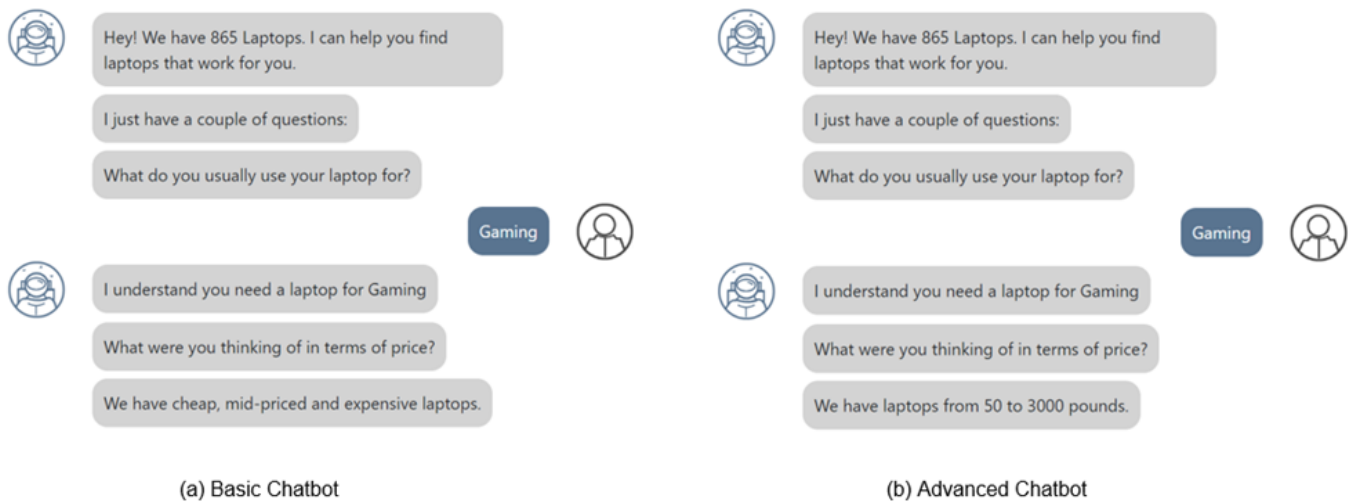 Hey! We have 865 Laptops. I can help you find
laptops that work for you.
I just have a couple of questions:
What do you usually use your laptop for?
Gaming
I understand you need a laptop for Gaming
What were you thinking of in terms of price?
We have cheap, mid-priced and expensive laptops.
(a) Basic Chatbot
Hey! We have 865 Laptops. I can help you find
laptops that work for you.
I just have a couple of questions:
What do you usually use your laptop for?
Gaming
I understand you need a laptop for Gaming
What were you thinking of in terms of price?
We have laptops from 50 to 3000 pounds.
(b) Advanced Chatbot